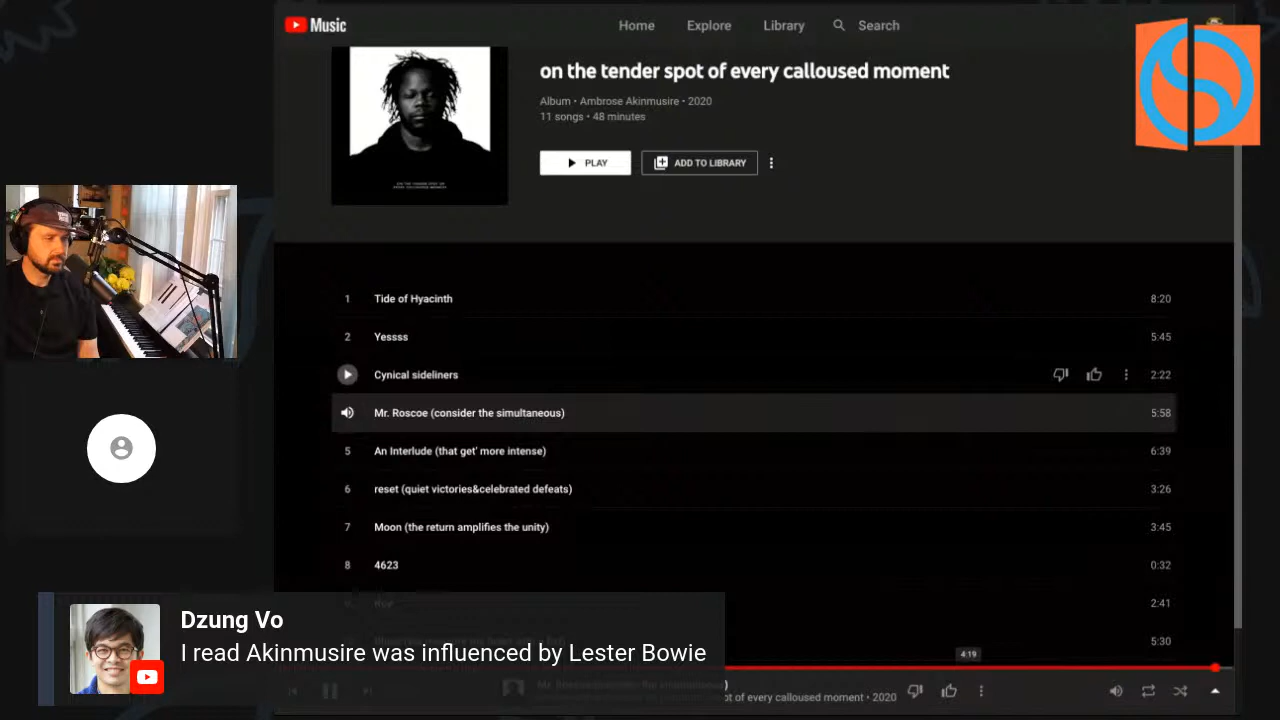 Music
Home
Explore
Library
Search
on the tender spot of every calloused moment
Album • Ambrose Akinmusire • 2020
11 songs • 48 minutes
PLAY
ADD TO LIBRARY
1 Tide of Hyacinth 8:20
2 Yessss 5:45
Cynical sideliners 2:22
Mr. Roscoe (consider the simultaneous) 5:58
5 An Interlude (that get' more intense) 6:39
6 reset (quiet victories&celebrated defeats) 3:26
7 Moon (the return amplifies the unity) 3:45
8 4623 0:32
2:41
5:30
Dzung Vo
I read Akinmusire was influenced by Lester Bowie
4:19
ot of every calloused moment • 2020